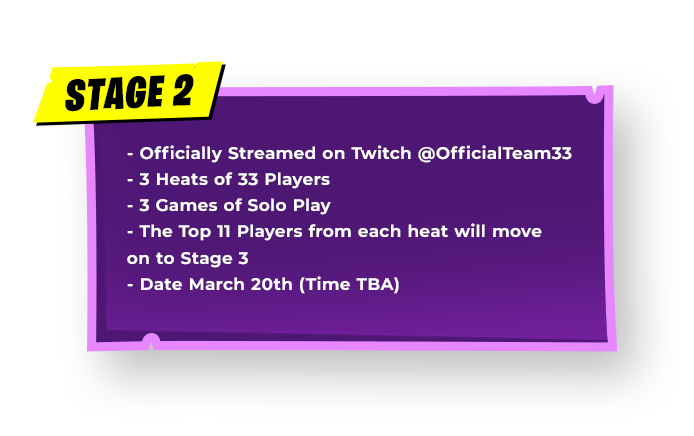 STAGE 2
- Officially Streamed on Twitch @OfficialTeam33
- 3 Heats of 33 Players
- 3 Games of Solo Play
- The Top 11 Players from each heat will move
on to Stage 3
- Date March 20th (Time TBA)